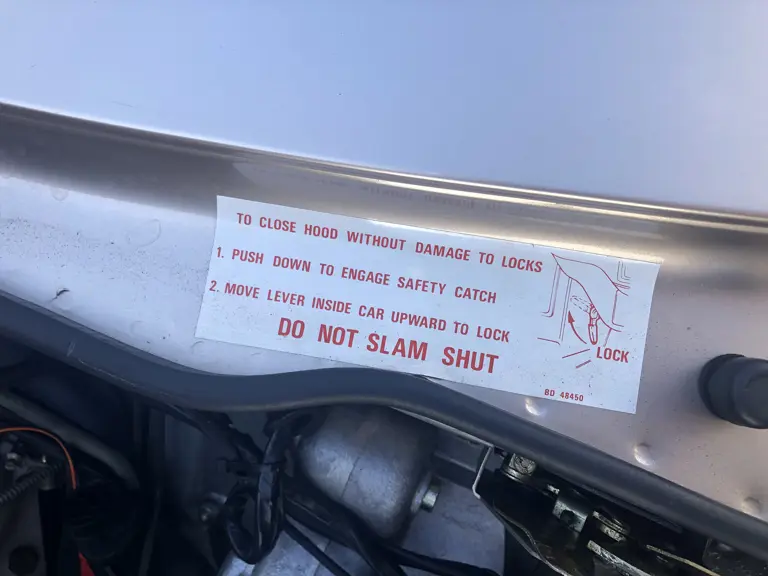 TO CLOSE HOOD WITHOUT DAMAGE TO LOCKS
1. PUSH DOWN TO ENGAGE SAFETY CATCH
2. MOVE LEVER INSIDE CAR UPWARD TO LOCK
DO NOT SLAM SHUT
LOCK
BD 48450